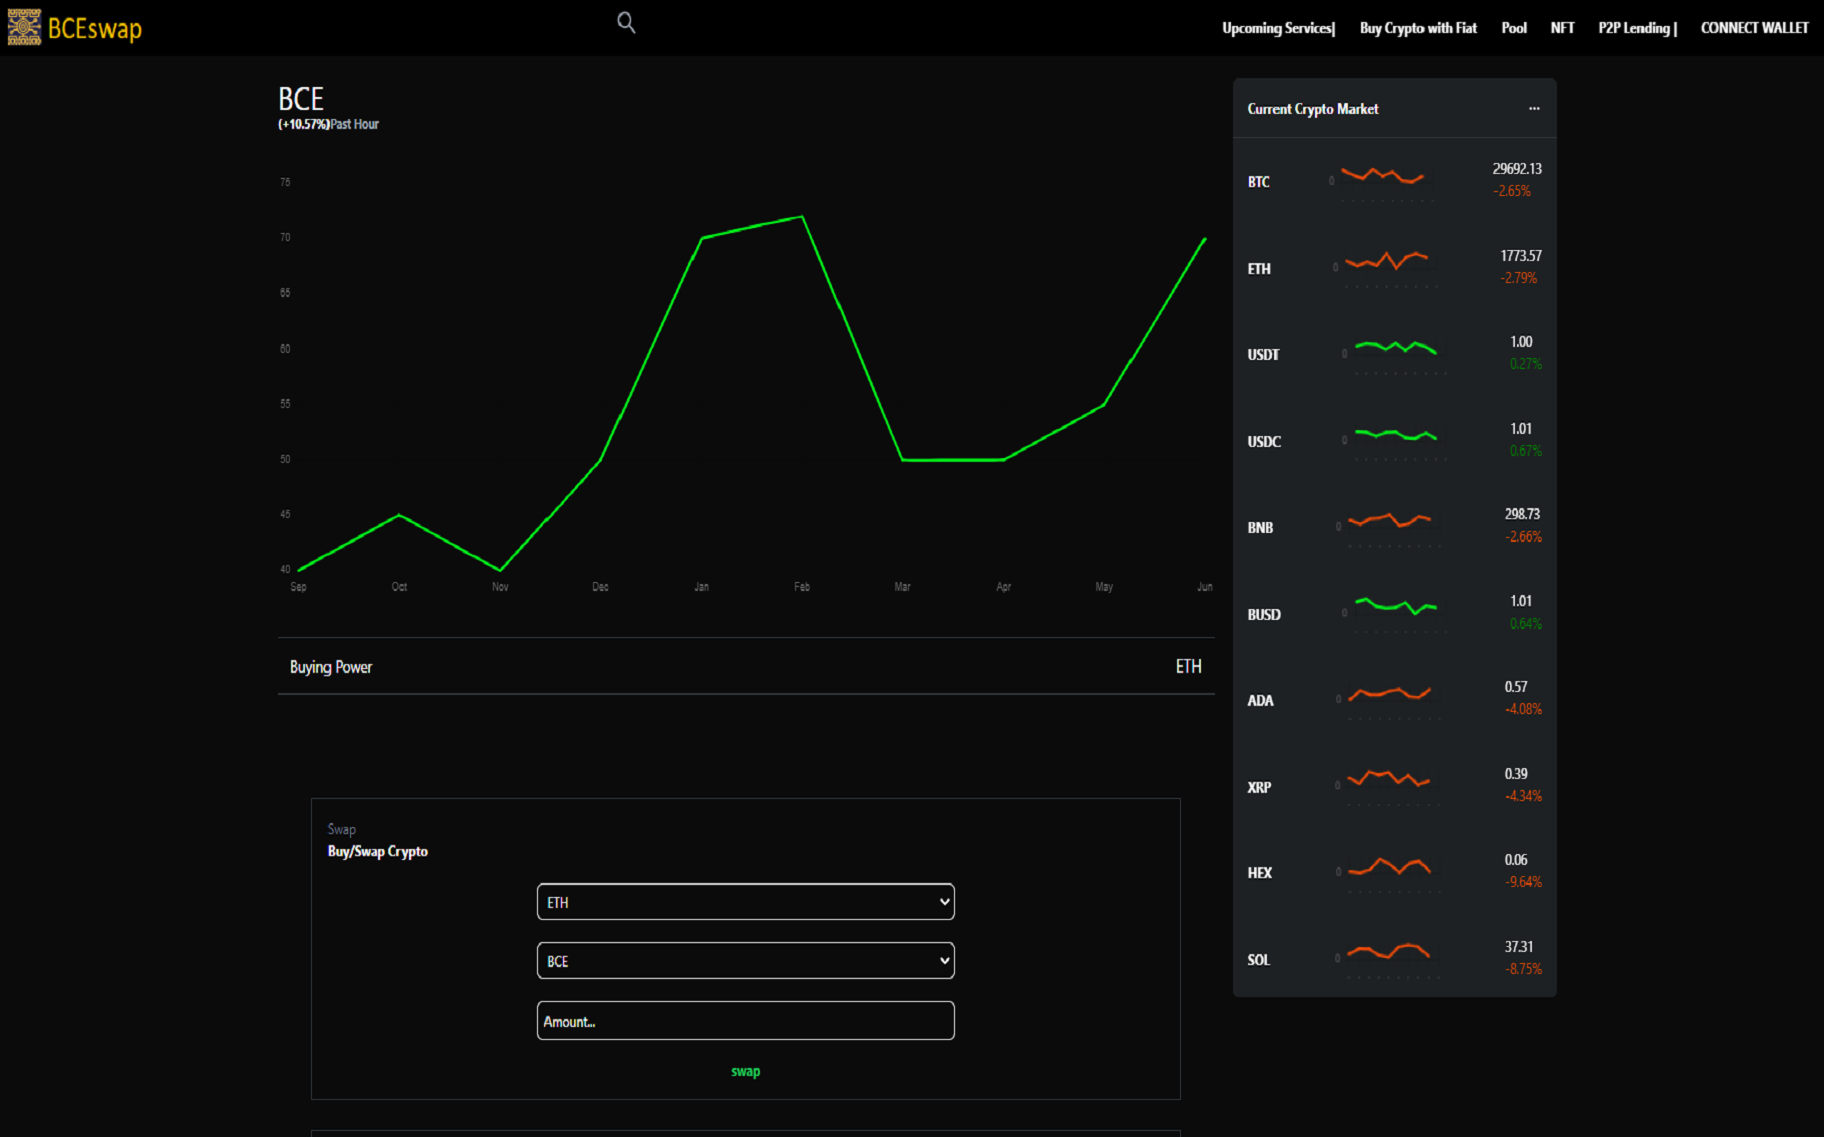 BCEswap
Upcoming Services| Buy Crypto with Fiat Pool NFT P2P Lending | CONNECT WALLET
BCE
(+10.57%)Past Hour
75
70
65
60
55
50
45
40
Sep Oct Nov Dec Jan Feb Mar Apr May Jun
Buying Power ETH
Swap
Buy/Swap Crypto
ETH
BCE
Amount...
swap
Current Crypto Market ...
BTC 0 29692.13
-2.65%
ETH 0 1773.57
-2.79%
USDT 0 1.00
0.27%
USDC 0 1.01
0.67%
BNB 0 298.73
-2.66%
BUSD 0 1.01
0.64%
ADA 0 0.57
-4.08%
XRP 0 0.39
-4.34%
HEX 0 0.06
-9.64%
SOL 0 37.31
-8.75%